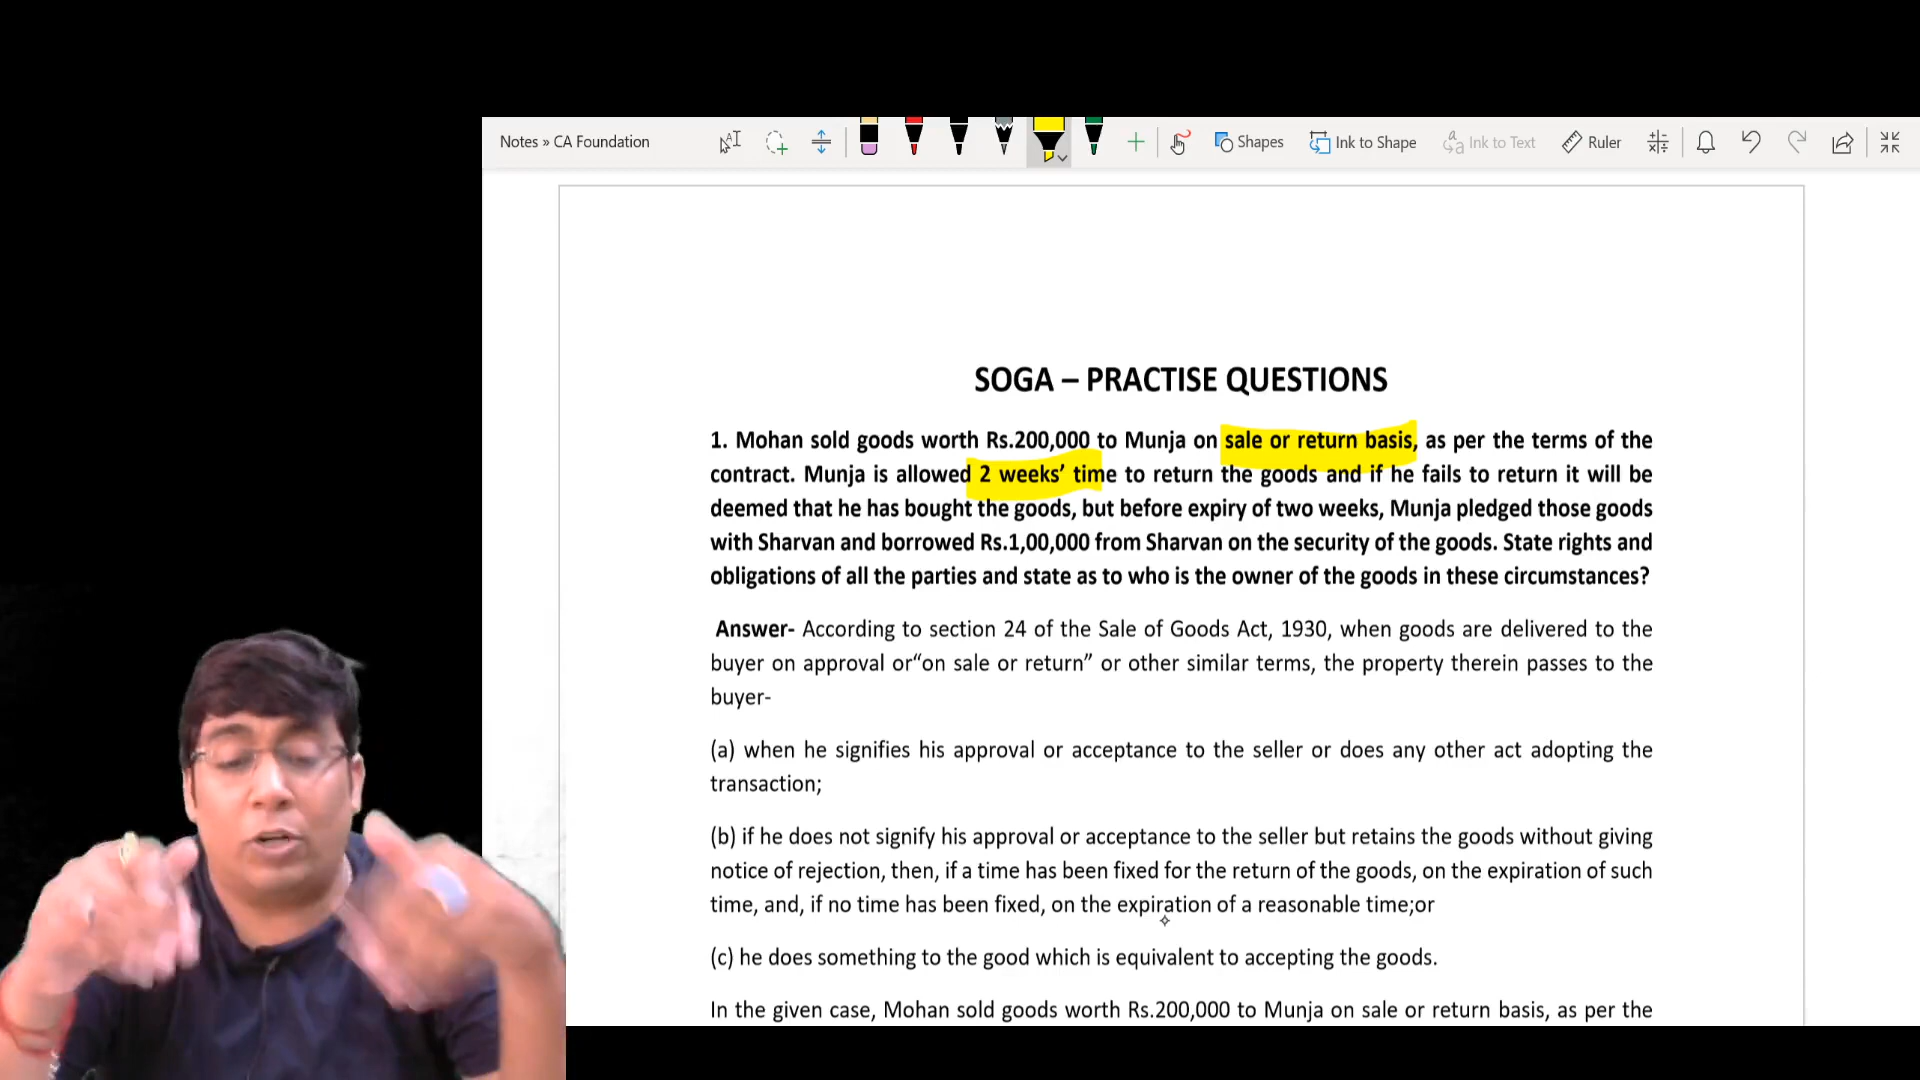 Notes » CA Foundation
Shapes
Ink to Shape
Ink to Text
Ruler
SOGA – PRACTISE QUESTIONS
1. Mohan sold goods worth Rs.200,000 to Munja on sale or return basis, as per the terms of the
contract. Munja is allowed 2 weeks’ time to return the goods and if he fails to return it will be
deemed that he has bought the goods, but before expiry of two weeks, Munja pledged those goods
with Sharvan and borrowed Rs.1,00,000 from Sharvan on the security of the goods. State rights and
obligations of all the parties and state as to who is the owner of the goods in these circumstances?
Answer- According to section 24 of the Sale of Goods Act, 1930, when goods are delivered to the
buyer on approval or“on sale or return” or other similar terms, the property therein passes to the
buyer-
(a) when he signifies his approval or acceptance to the seller or does any other act adopting the
transaction;
(b) if he does not signify his approval or acceptance to the seller but retains the goods without giving
notice of rejection, then, if a time has been fixed for the return of the goods, on the expiration of such
time, and, if no time has been fixed, on the expiration of a reasonable time;or
(c) he does something to the good which is equivalent to accepting the goods.
In the given case, Mohan sold goods worth Rs.200,000 to Munja on sale or return basis, as per the